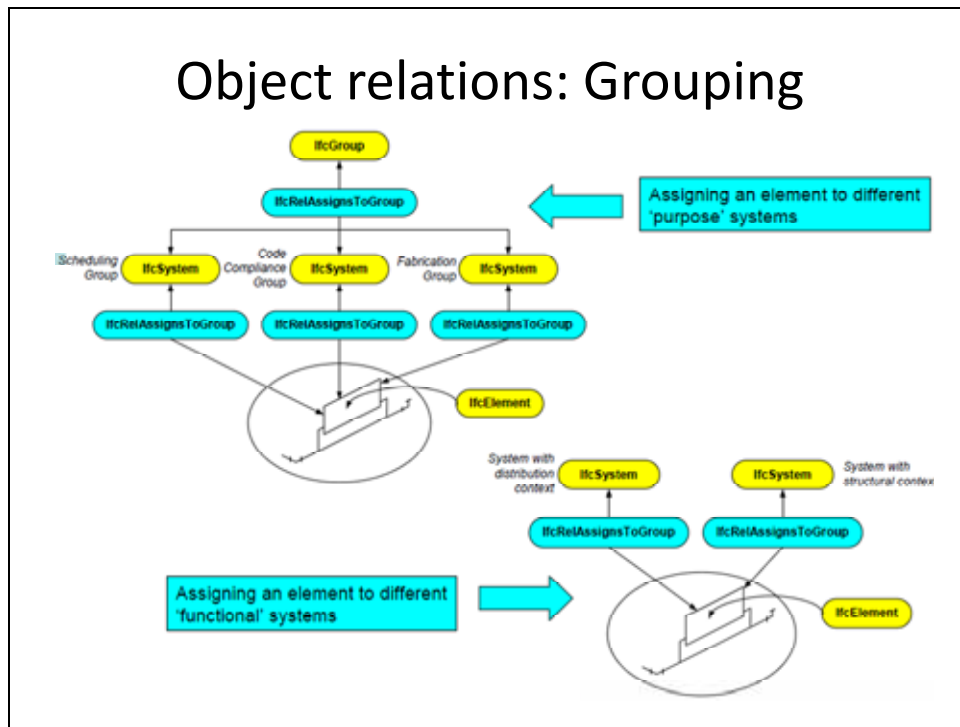 Object relations: Grouping
IfcGroup
IfcRelAssignsToGroup
Assigning an element to different
'purpose' systems
Scheduling
Group
IfcSystem
Code
Compliance
Group
IfcSystem
Fabrication
Group
IfcSystem
IfcRelAssignsToGroup
IfcRelAssignsToGroup
IfcRelAssignsToGroup
IfcElement
System with
distribution
context
IfcSystem
IfcSystem
System with
structural contex
IfcRelAssignsToGroup
IfcRelAssignsToGroup
Assigning an element to different
'functional' systems
IfcElement